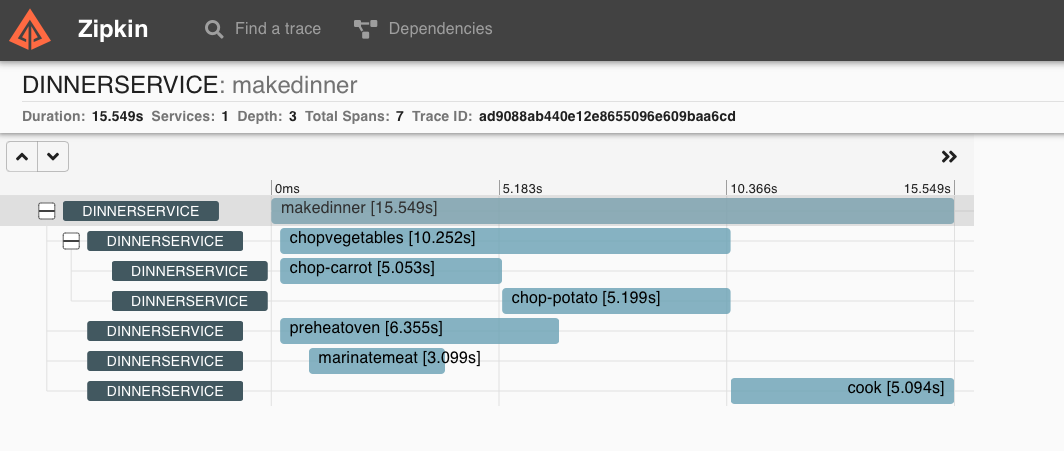 Zipkin Find a trace Dependencies
DINNERSERVICE: makedinner
Duration: 15.549s Services: 1 Depth: 3 Total Spans: 7 Trace ID: ad9088ab440e12e8655096e609baa6cd
0ms 5.183s 10.366s 15.549s
DINNERSERVICE makedinner [15.549s]
DINNERSERVICE chopvegetables [10.252s]
DINNERSERVICE chop-carrot [5.053s]
DINNERSERVICE chop-potato [5.199s]
DINNERSERVICE preheatoven [6.355s]
DINNERSERVICE marinatemeat [3.099s]
DINNERSERVICE cook [5.094s]